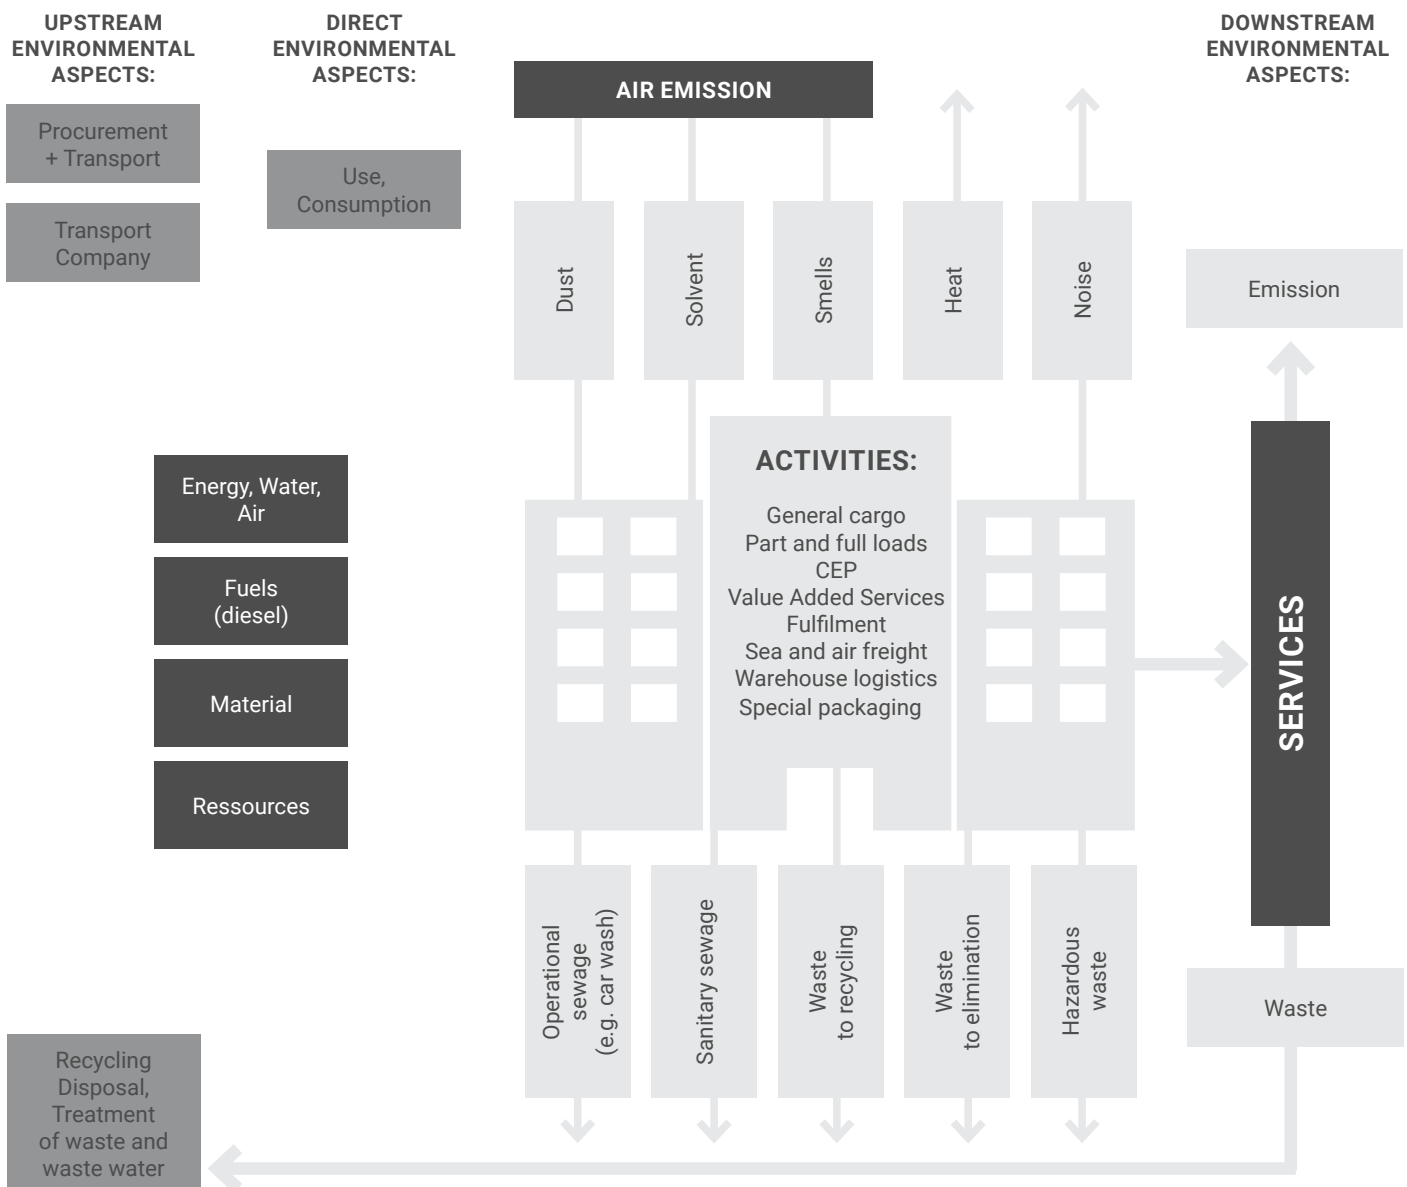 UPSTREAM
ENVIRONMENTAL
ASPECTS:
DIRECT
ENVIRONMENTAL
ASPECTS:
DOWNSTREAM
ENVIRONMENTAL
ASPECTS:
Procurement
+ Transport
Transport
Company
Use,
Consumption
AIR EMISSION
Dust
Solvent
Smells
Heat
Noise
Emission
Energy, Water,
Air
Fuels
(diesel)
Material
Ressources
ACTIVITIES:
General cargo
Part and full loads
CEP
Value Added Services
Fulfilment
Sea and air freight
Warehouse logistics
Special packaging
SERVICES
Operational
sewage
(e.g. car wash)
Sanitary sewage
Waste
to recycling
Waste
to elimination
Hazardous
waste
Waste
Recycling
Disposal,
Treatment
of waste and
waste water